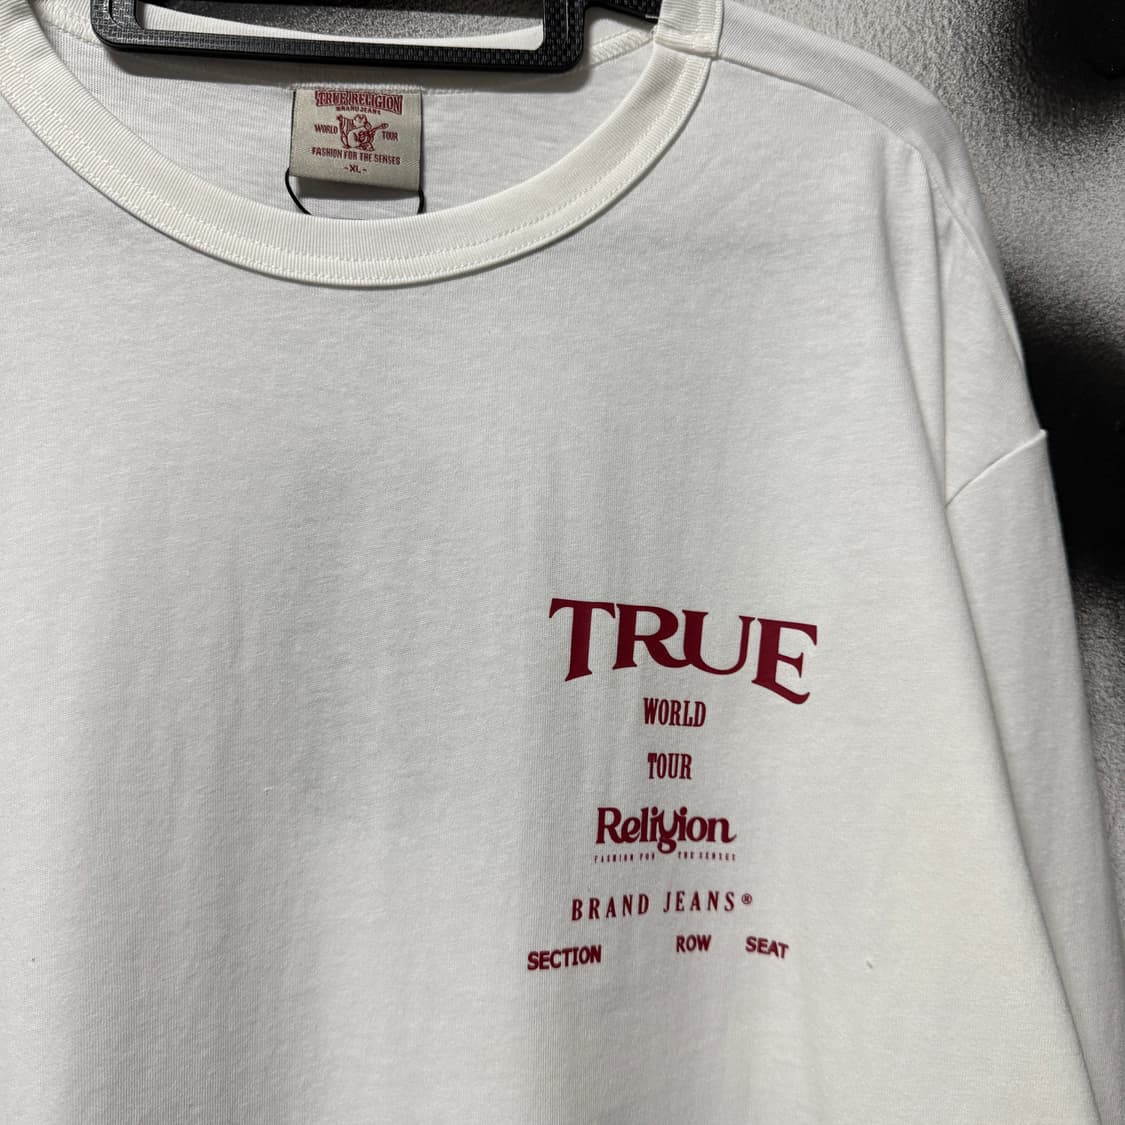 TRUE RELIGION
BRAND JEANS
WORLD TOUR
FASHION FOR THE SENSES
-XL-
TRUE
WORLD
TOUR
Religion
FASHION FOR THE SENSES
BRAND JEANS®
SECTION ROW SEAT